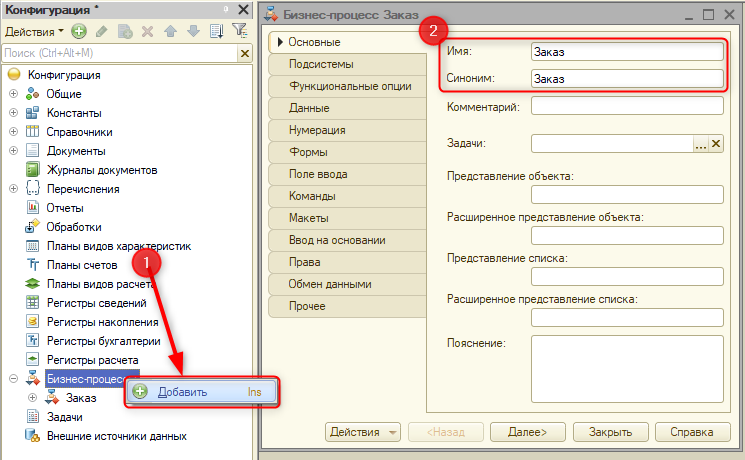 Конфигурация *
Действия
Поиск (Ctrl+Alt+M)
Конфигурация
Общие
Константы
Справочники
Документы
Журналы документов
Перечисления
Отчеты
Обработки
Планы видов характеристик
Планы счетов
Планы видов расчета
Регистры сведений
Регистры накопления
Регистры бухгалтерии
Регистры расчета
Бизнес-процесс
Заказ
Задачи
Внешние источники данных
1
Добавить Ins
Бизнес-процесс Заказ
2
Основные
Подсистемы
Функциональные опции
Данные
Нумерация
Формы
Поле ввода
Команды
Макеты
Ввод на основании
Права
Обмен данными
Прочее
Имя: Заказ
Синоним: Заказ
Комментарий:
Задачи: ...
Представление объекта:
Расширенное представление объекта:
Представление списка:
Расширенное представление списка:
Пояснение:
Действия <Назад Далее> Закрыть Справка